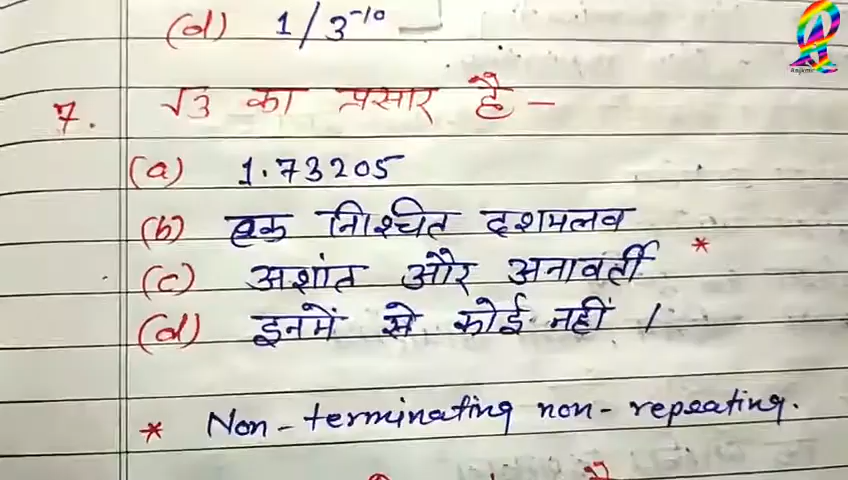 (d) 1/3⁻¹⁰
7. √3 का प्रसार है –
(a) 1.73205
(b) एक निश्चित दशमलव
(c) अशांत और अनावर्ती *
(d) इनमें से कोई नहीं ।
* Non-terminating non-repeating.